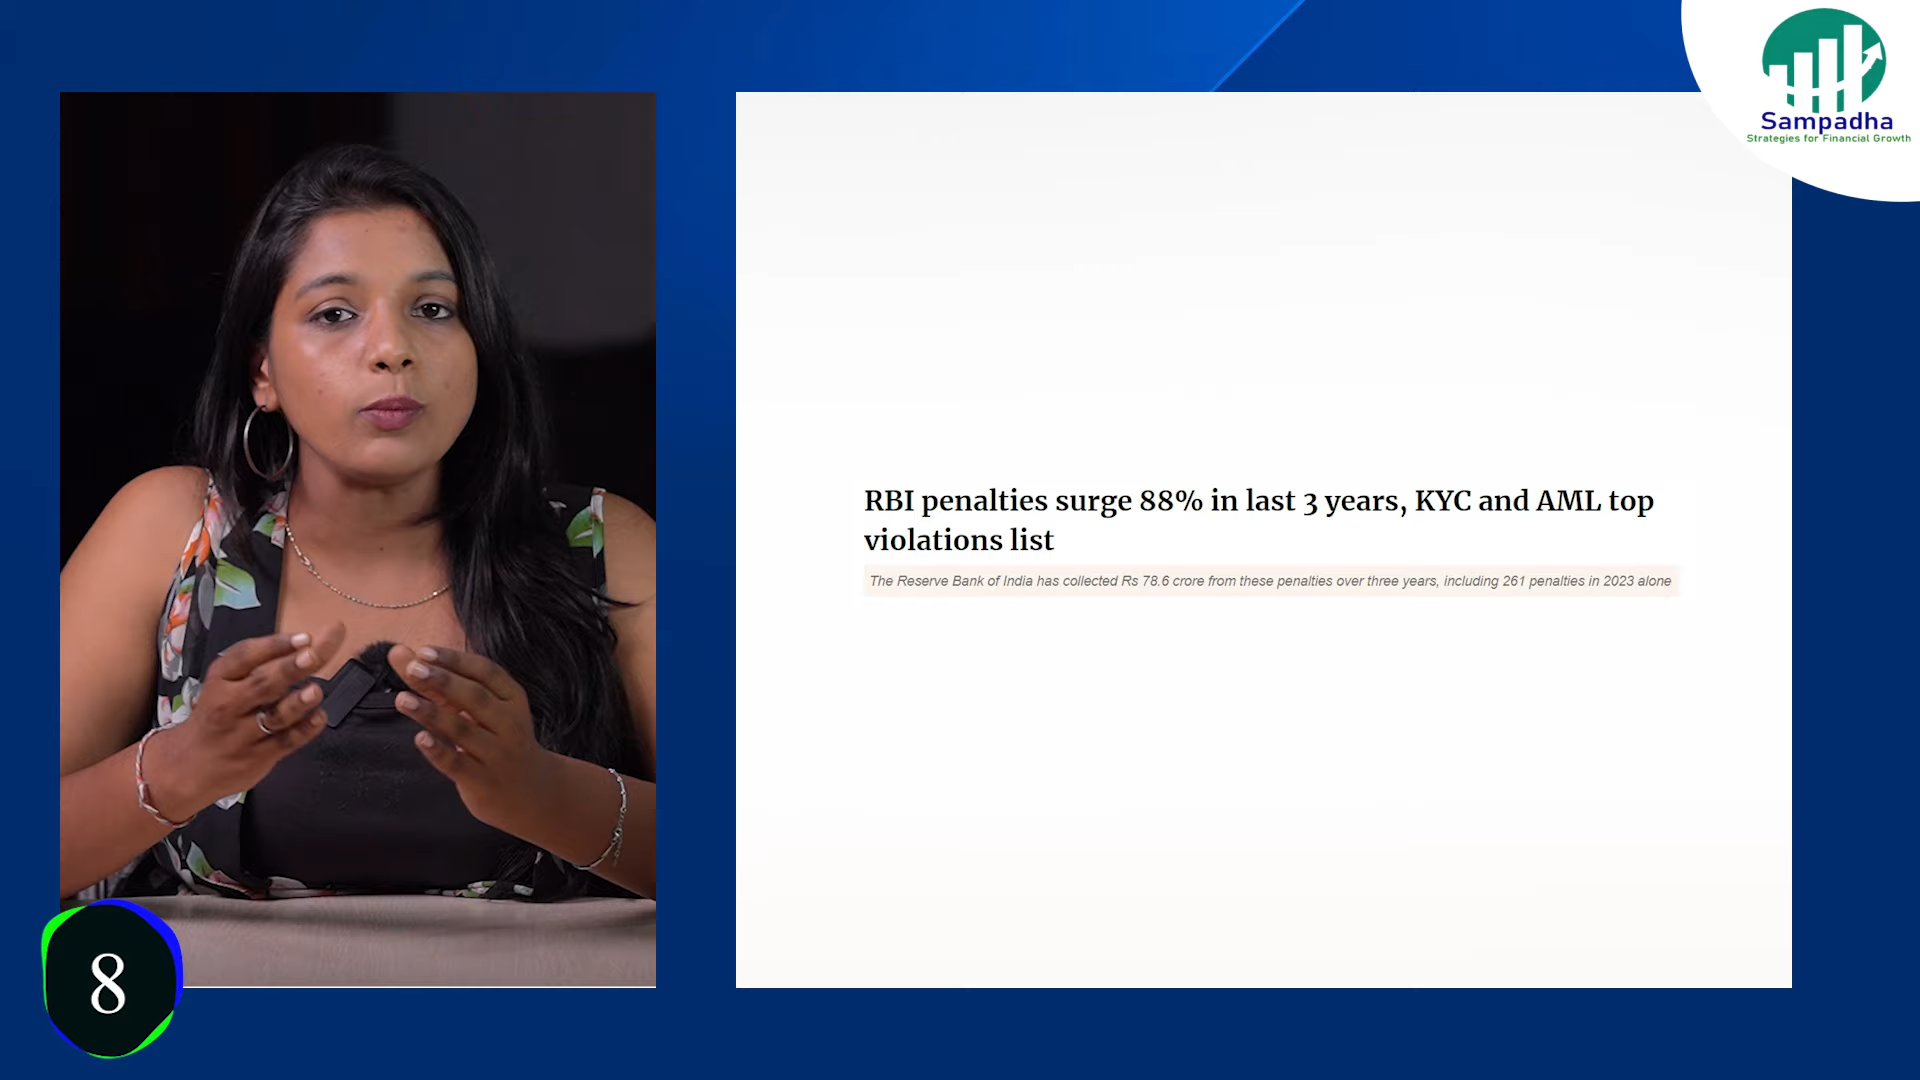 Sampadha
Strategies for Financial Growth
RBI penalties surge 88% in last 3 years, KYC and AML top
violations list
The Reserve Bank of India has collected Rs 78.6 crore from these penalties over three years, including 261 penalties in 2023 alone
8